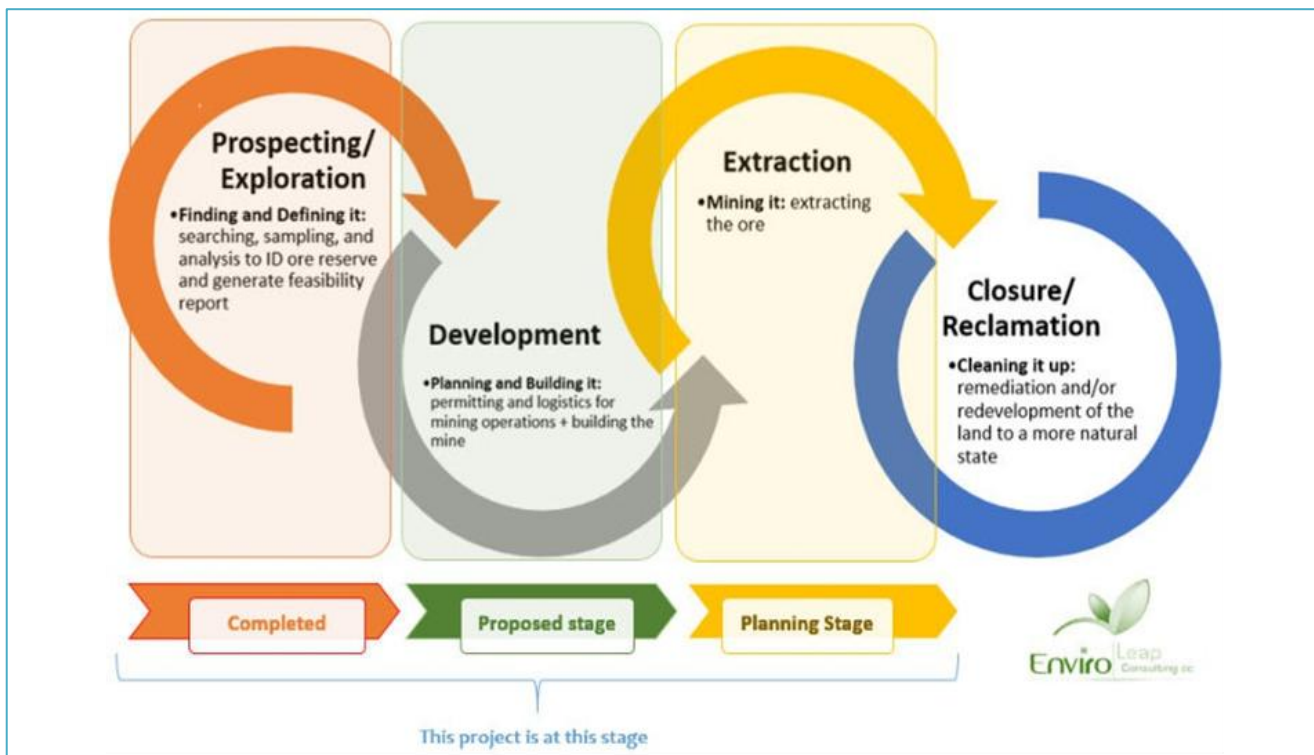 Prospecting/
Exploration
•Finding and Defining it:
searching, sampling, and
analysis to ID ore reserve
and generate feasibility
report
Development
•Planning and Building it:
permitting and logistics for
mining operations + building the
mine
Extraction
•Mining it: extracting
the ore
Closure/
Reclamation
•Cleaning it up:
remediation and/or
redevelopment of the
land to a more natural
state
Completed
Proposed stage
Planning Stage
Enviro Leap
Consulting cc
This project is at this stage